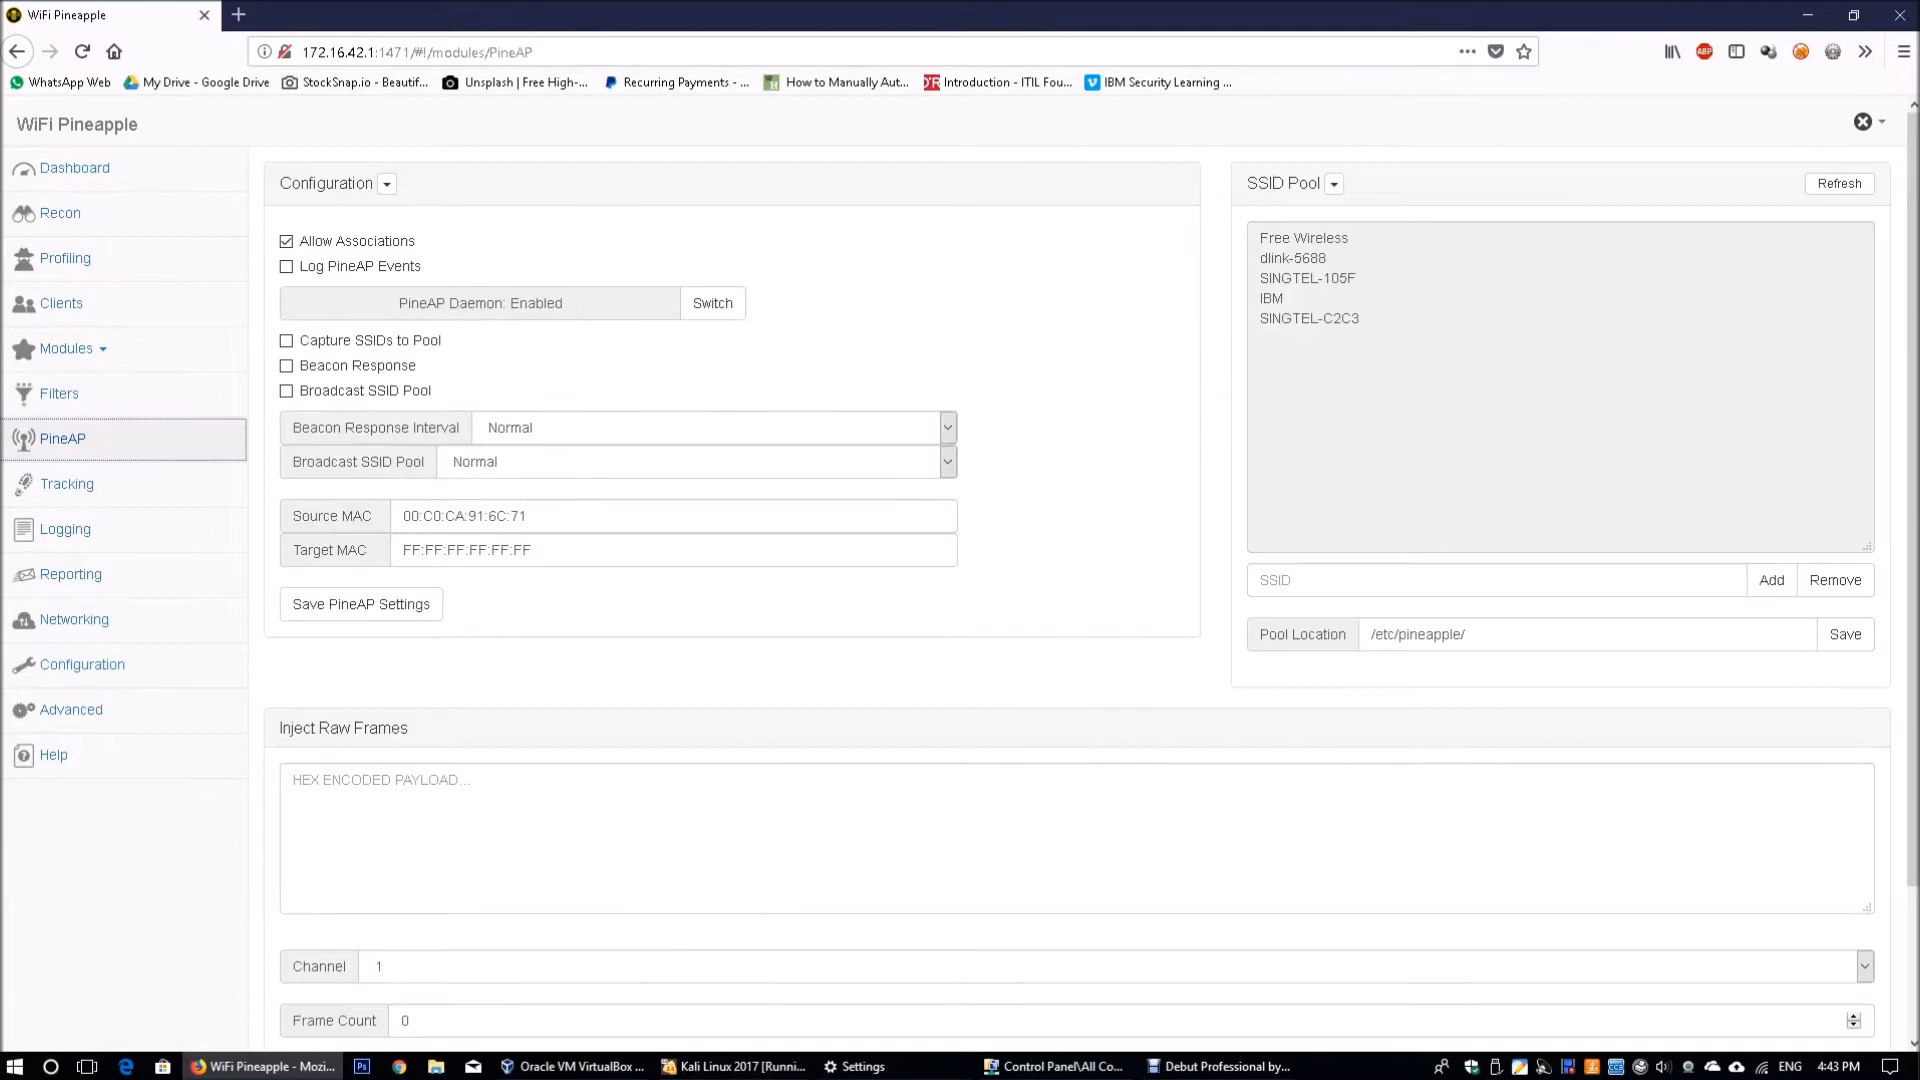 WiFi Pineapple
172.16.42.1:1471/#!/modules/PineAP
WhatsApp Web
My Drive - Google Drive
StockSnap.io - Beautif...
Unsplash | Free High-...
Recurring Payments - ...
How to Manually Aut...
Introduction - ITIL Fou...
IBM Security Learning ...
WiFi Pineapple
Dashboard
Recon
Profiling
Clients
Modules
Filters
PineAP
Tracking
Logging
Reporting
Networking
Configuration
Advanced
Help
Configuration
Allow Associations
Log PineAP Events
PineAP Daemon: Enabled
Switch
Capture SSIDs to Pool
Beacon Response
Broadcast SSID Pool
Beacon Response Interval
Normal
Broadcast SSID Pool
Normal
Source MAC
00:C0:CA:91:6C:71
Target MAC
FF:FF:FF:FF:FF:FF
Save PineAP Settings
SSID Pool
Refresh
Free Wireless
dlink-5688
SINGTEL-105F
IBM
SINGTEL-C2C3
SSID
Add
Remove
Pool Location
/etc/pineapple/
Save
Inject Raw Frames
HEX ENCODED PAYLOAD...
Channel
1
Frame Count
0
WiFi Pineapple - Mozi...
Ps
Oracle VM VirtualBox ...
Kali Linux 2017 [Runni...
Settings
Control Panel\All Co...
Debut Professional by...
ENG
4:43 PM